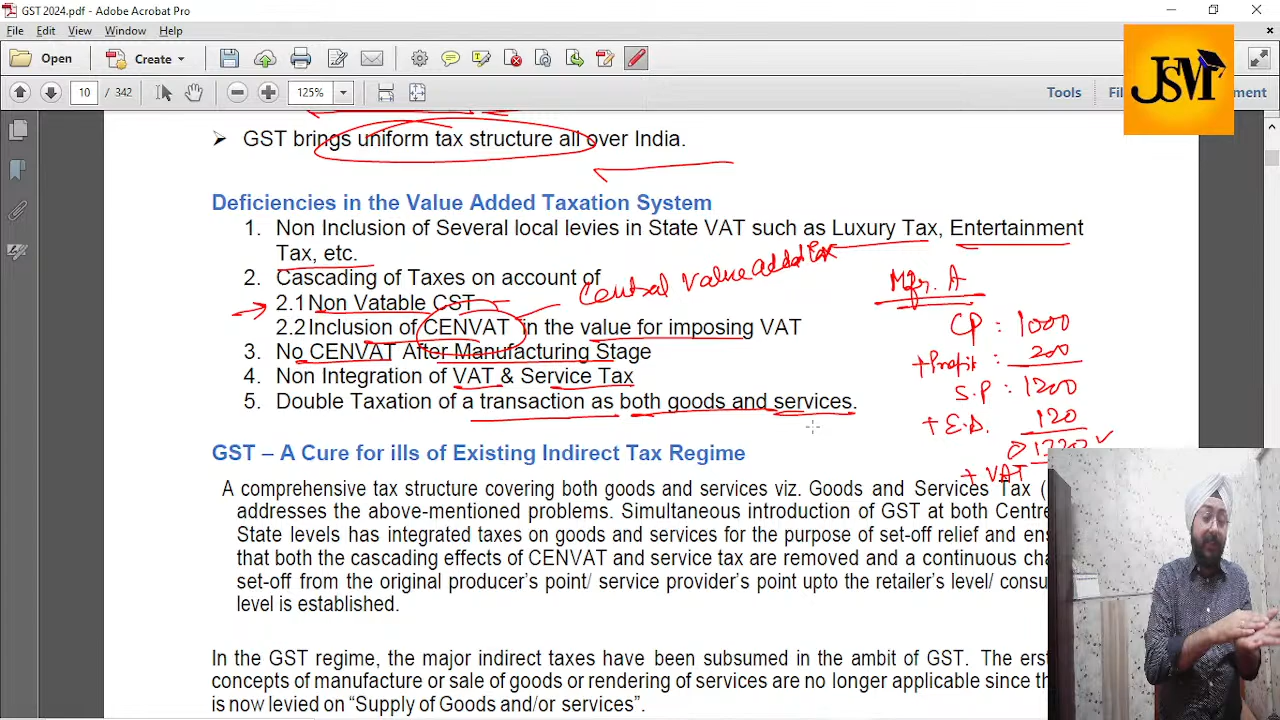 GST 2024.pdf - Adobe Acrobat Pro
File Edit View Window Help
Open Create
10 / 342 125% Tools
JSM
GST brings uniform tax structure all over India.
Deficiencies in the Value Added Taxation System
1. Non Inclusion of Several local levies in State VAT such as Luxury Tax, Entertainment
Tax, etc.
2. Cascading of Taxes on account of
2.1 Non Vatable CST
2.2 Inclusion of CENVAT in the value for imposing VAT
3. No CENVAT After Manufacturing Stage
4. Non Integration of VAT & Service Tax
5. Double Taxation of a transaction as both goods and services.
Central Value Added Tax
Mfr. A
CP : 1000
+ Profit : 200
S.P : 1200
+ E.D. 120
1320
+ VAT
GST – A Cure for ills of Existing Indirect Tax Regime
A comprehensive tax structure covering both goods and services viz. Goods and Services Tax (
addresses the above-mentioned problems. Simultaneous introduction of GST at both Centre
State levels has integrated taxes on goods and services for the purpose of set-off relief and
that both the cascading effects of CENVAT and service tax are removed and a continuous
set-off from the original producer's point/ service provider's point upto the retailer's level/
level is established.
In the GST regime, the major indirect taxes have been subsumed in the ambit of GST. The
concepts of manufacture or sale of goods or rendering of services are no longer applicable since
is now levied on “Supply of Goods and/or services”.